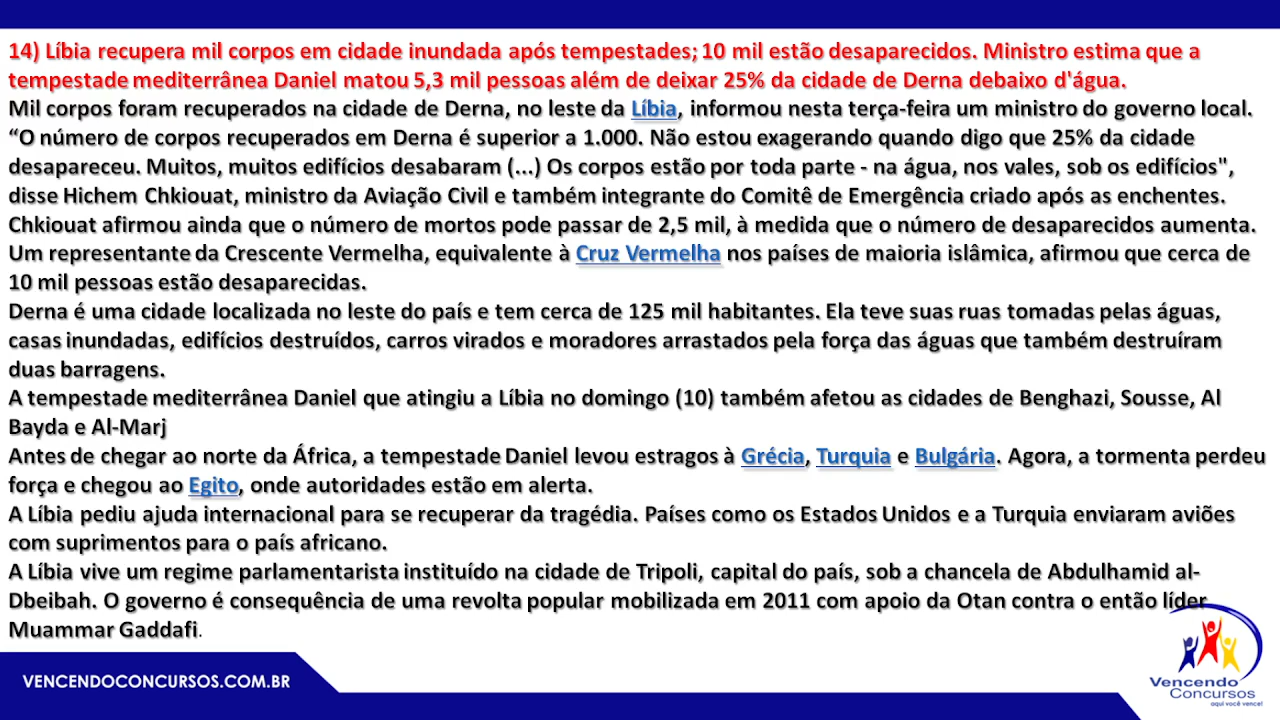 14) Líbia recupera mil corpos em cidade inundada após tempestades; 10 mil estão desaparecidos. Ministro estima que a
tempestade mediterrânea Daniel matou 5,3 mil pessoas além de deixar 25% da cidade de Derna debaixo d'água.
Mil corpos foram recuperados na cidade de Derna, no leste da Líbia, informou nesta terça-feira um ministro do governo local.
“O número de corpos recuperados em Derna é superior a 1.000. Não estou exagerando quando digo que 25% da cidade
desapareceu. Muitos, muitos edifícios desabaram (...) Os corpos estão por toda parte - na água, nos vales, sob os edifícios",
disse Hichem Chkiouat, ministro da Aviação Civil e também integrante do Comitê de Emergência criado após as enchentes.
Chkiouat afirmou ainda que o número de mortos pode passar de 2,5 mil, à medida que o número de desaparecidos aumenta.
Um representante da Crescente Vermelha, equivalente à Cruz Vermelha nos países de maioria islâmica, afirmou que cerca de
10 mil pessoas estão desaparecidas.
Derna é uma cidade localizada no leste do país e tem cerca de 125 mil habitantes. Ela teve suas ruas tomadas pelas águas,
casas inundadas, edifícios destruídos, carros virados e moradores arrastados pela força das águas que também destruíram
duas barragens.
A tempestade mediterrânea Daniel que atingiu a Líbia no domingo (10) também afetou as cidades de Benghazi, Sousse, Al
Bayda e Al-Marj
Antes de chegar ao norte da África, a tempestade Daniel levou estragos à Grécia, Turquia e Bulgária. Agora, a tormenta perdeu
força e chegou ao Egito, onde autoridades estão em alerta.
A Líbia pediu ajuda internacional para se recuperar da tragédia. Países como os Estados Unidos e a Turquia enviaram aviões
com suprimentos para o país africano.
A Líbia vive um regime parlamentarista instituído na cidade de Tripoli, capital do país, sob a chancela de Abdulhamid al-
Dbeibah. O governo é consequência de uma revolta popular mobilizada em 2011 com apoio da Otan contra o então líder
Muammar Gaddafi.
VENCENDOCONCURSOS.COM.BR
Vencendo
Concursos
aqui você vence!